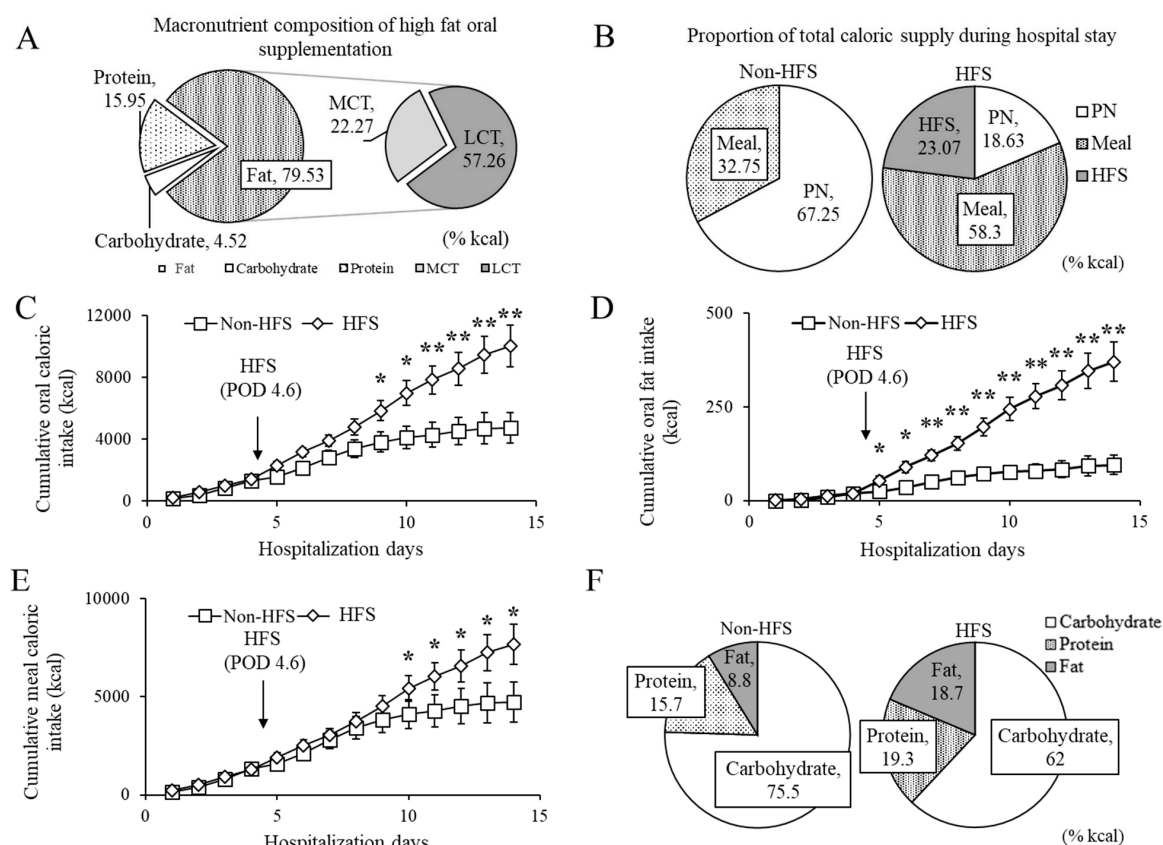 A
Macronutrient composition of high fat oral
supplementation
Protein,
15.95
MCT,
22.27
LCT,
57.26
Fat, 79.53
Carbohydrate, 4.52
(% kcal)
Fat
Carbohydrate
Protein
MCT
LCT
B
Proportion of total caloric supply during hospital stay
Non-HFS
HFS
Meal,
32.75
PN,
67.25
HFS,
23.07
PN,
18.63
Meal,
58.3
PN
Meal
HFS
(% kcal)
C
Cumulative oral caloric
intake (kcal)
12000
8000
4000
0
Non-HFS
HFS
HFS
(POD 4.6)
* * ** ** ** **
0 5 10 15
Hospitalization days
D
Cumulative oral fat intake
(kcal)
500
250
0
Non-HFS
HFS
HFS
(POD 4.6)
* * ** ** ** ** ** ** ** **
0 5 10 15
Hospitalization days
E
Cumulative meal caloric
intake (kcal)
10000
5000
0
Non-HFS
HFS
HFS
(POD 4.6)
* * * * *
0 5 10 15
Hospitalization days
F
Non-HFS
HFS
Fat,
8.8
Protein,
15.7
Carbohydrate,
75.5
Fat,
18.7
Protein,
19.3
Carbohydrate,
62
Carbohydrate
Protein
Fat
(% kcal)